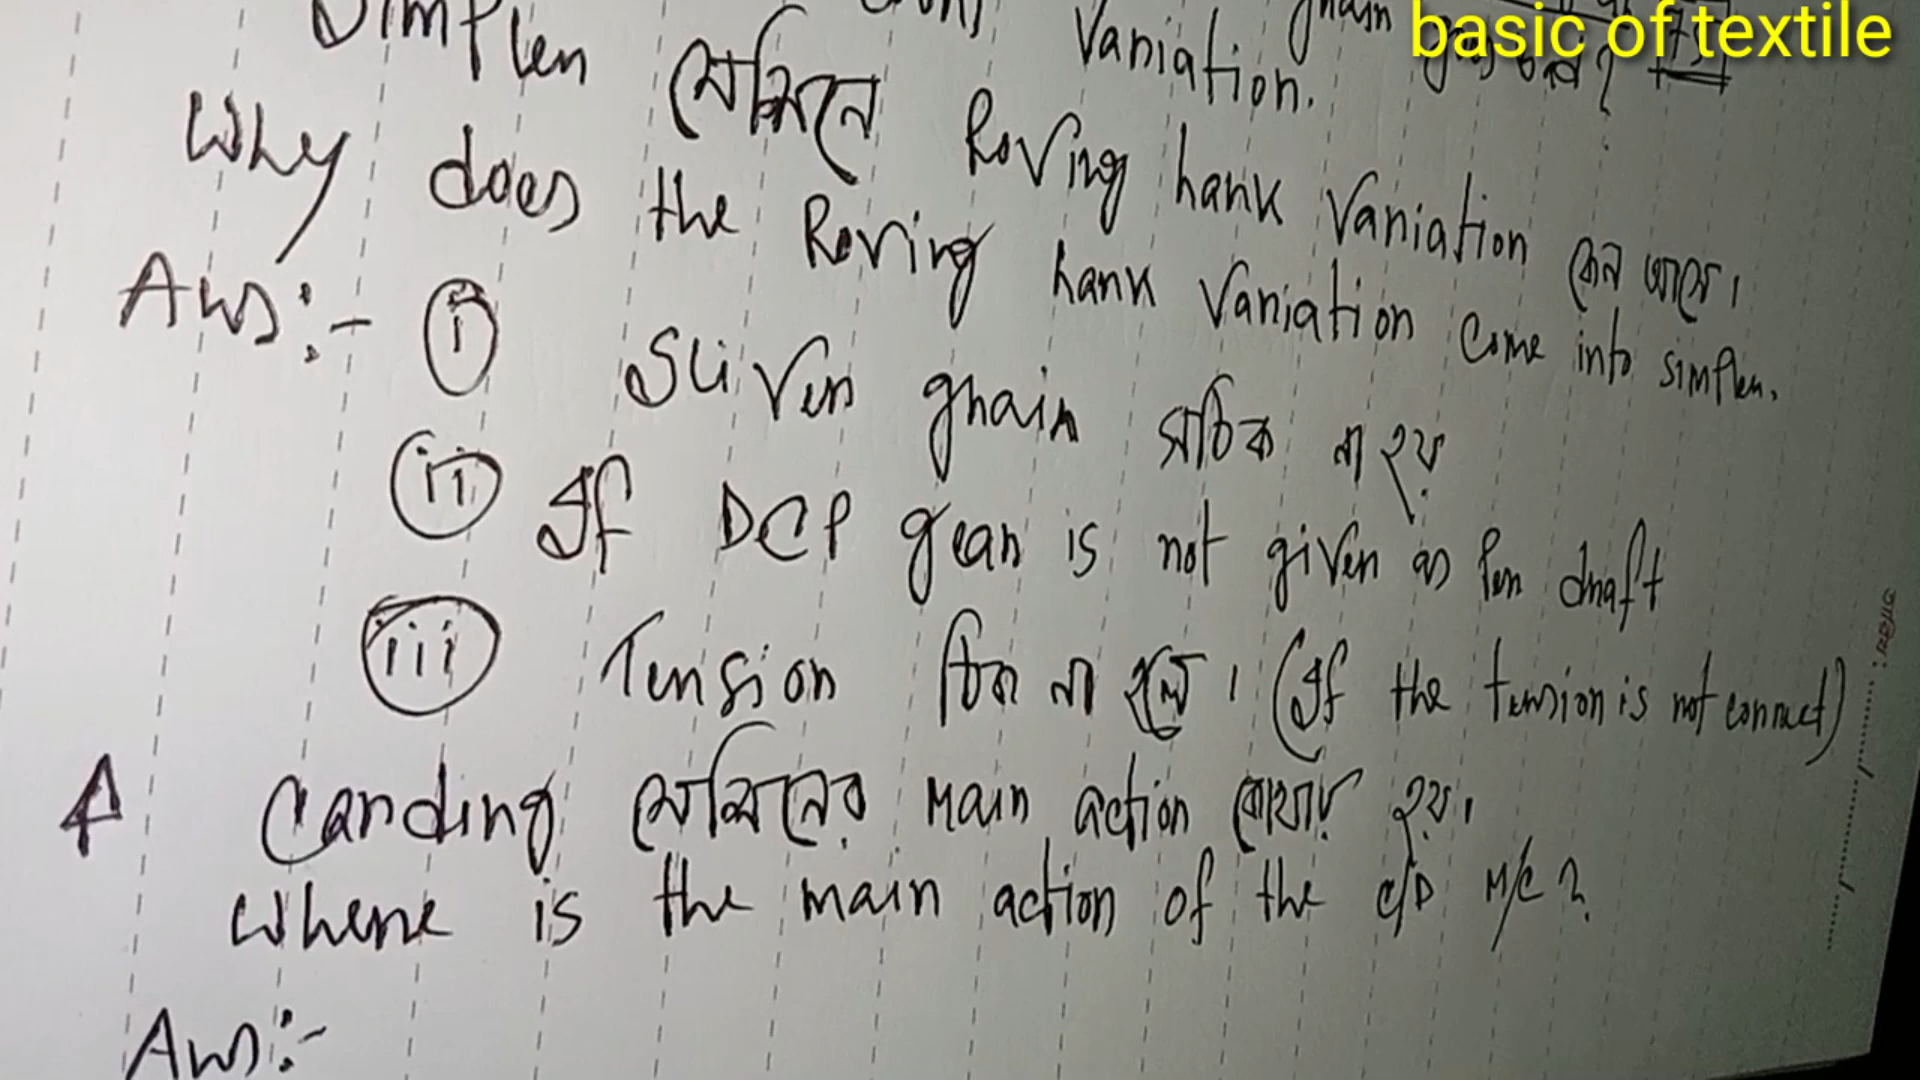 basic of textile
Variation.
Simplex মেশিনে Roving hank Variation কেন আসে।
Why does the Roving hank Variation come into simplex.
Ans:- (i) Sliver grain সঠিক না হয়
(ii) If DCP gear is not given as per draft
(iii) Tension ঠিক না হলে। (If the tension is not correct)
Carding মেশিনের main action কোথায় হয়।
Where is the main action of the C/D M/C?
Ans:-